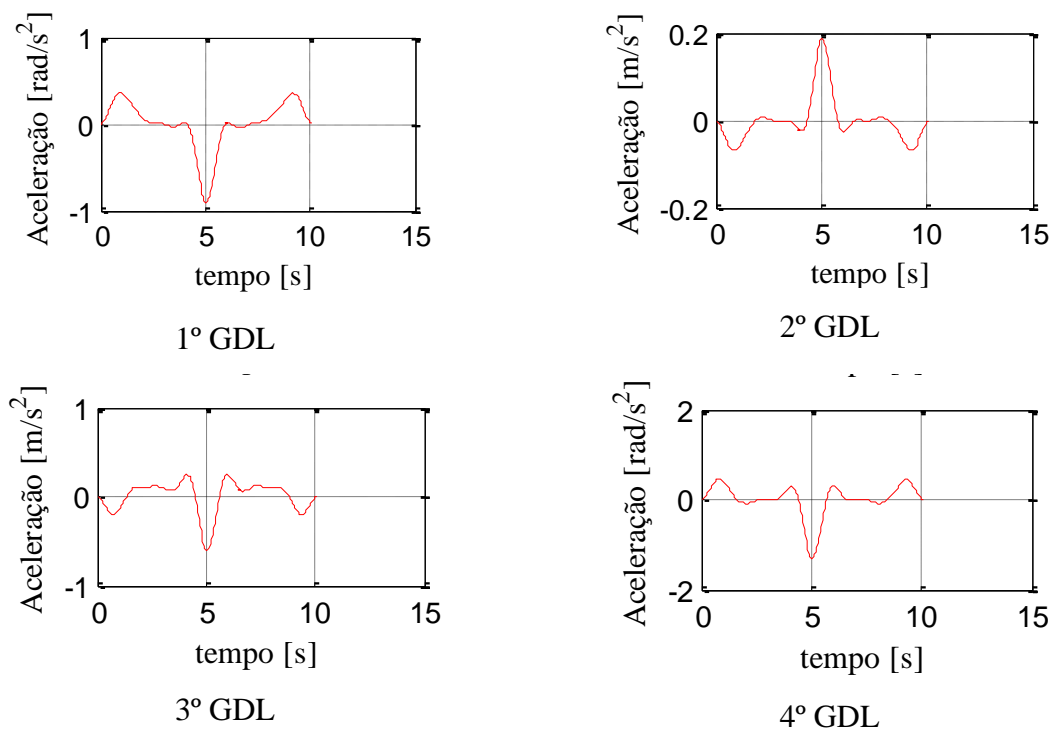 Aceleração [rad/s²]
1
0
-1
0 5 10 15
tempo [s]
1º GDL
Aceleração [m/s²]
0.2
0
-0.2
0 5 10 15
tempo [s]
2º GDL
Aceleração [m/s²]
1
0
-1
0 5 10 15
tempo [s]
3º GDL
Aceleração [rad/s²]
2
0
-2
0 5 10 15
tempo [s]
4º GDL